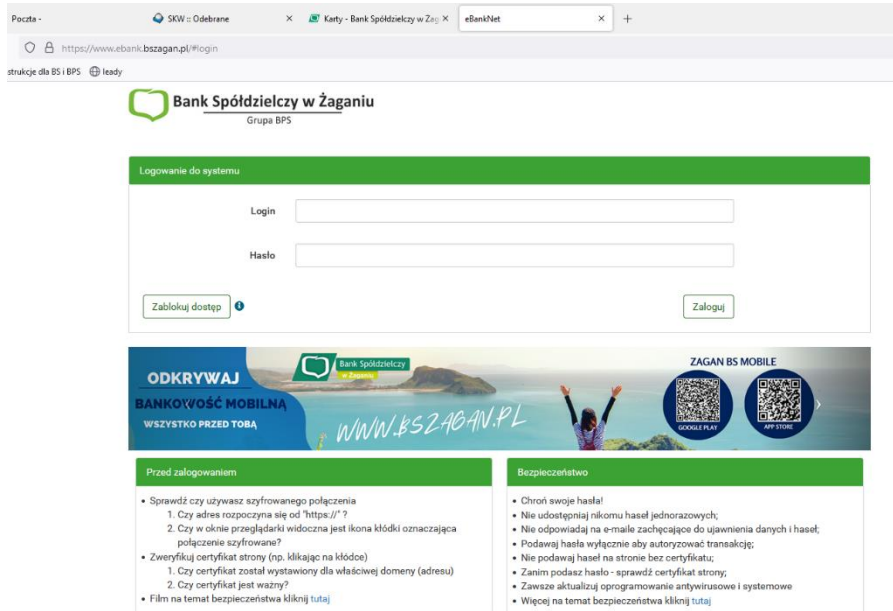 Poczta -
SKW :: Odebrane
Karty - Bank Spółdzielczy w Żag
eBankNet
https://www.ebank.bszagan.pl/#login
strukcje dla BS i BPS
leady
Bank Spółdzielczy w Żaganiu
Grupa BPS
Logowanie do systemu
Login
Hasło
Zablokuj dostęp
Zaloguj
ODKRYWAJ
BANKOWOŚĆ MOBILNĄ
WSZYSTKO PRZED TOBĄ
Bank Spółdzielczy
w Żaganiu
WWW.BSZAGAN.PL
ZAGAN BS MOBILE
GOOGLE PLAY
APP STORE
Przed zalogowaniem
• Sprawdź czy używasz szyfrowanego połączenia
1. Czy adres rozpoczyna się od "https://" ?
2. Czy w oknie przeglądarki widoczna jest ikona kłódki oznaczająca
połączenie szyfrowane?
• Zweryfikuj certyfikat strony (np. klikając na kłódce)
1. Czy certyfikat został wystawiony dla właściwej domeny (adresu)
2. Czy certyfikat jest ważny?
• Film na temat bezpieczeństwa kliknij tutaj
Bezpieczeństwo
• Chroń swoje hasła!
• Nie udostępniaj nikomu haseł jednorazowych;
• Nie odpowiadaj na e-maile zachęcające do ujawnienia danych i haseł;
• Podawaj hasła wyłącznie aby autoryzować transakcję;
• Nie podawaj haseł na stronie bez certyfikatu;
• Zanim podasz hasło - sprawdź certyfikat strony;
• Zawsze aktualizuj oprogramowanie antywirusowe i systemowe
• Więcej na temat bezpieczeństwa kliknij tutaj